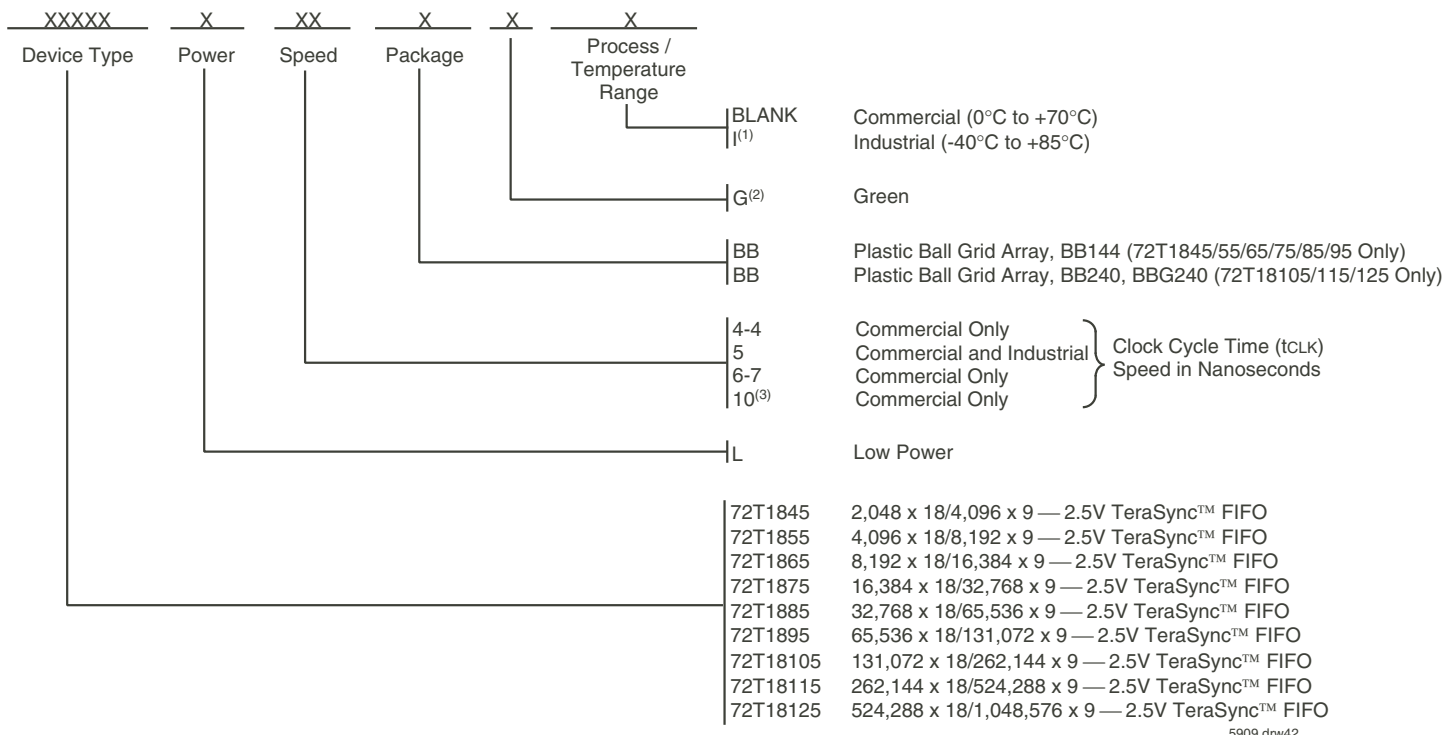 XXXXX X XX X X X
Device Type Power Speed Package Process /
Temperature
Range
BLANK Commercial (0°C to +70°C)
I(1) Industrial (-40°C to +85°C)
G(2) Green
BB Plastic Ball Grid Array, BB144 (72T1845/55/65/75/85/95 Only)
BB Plastic Ball Grid Array, BB240, BBG240 (72T18105/115/125 Only)
4-4 Commercial Only
5 Commercial and Industrial
6-7 Commercial Only
10(3) Commercial Only
Clock Cycle Time (tCLK)
Speed in Nanoseconds
L Low Power
72T1845 2,048 x 18/4,096 x 9 — 2.5V TeraSync™ FIFO
72T1855 4,096 x 18/8,192 x 9 — 2.5V TeraSync™ FIFO
72T1865 8,192 x 18/16,384 x 9 — 2.5V TeraSync™ FIFO
72T1875 16,384 x 18/32,768 x 9 — 2.5V TeraSync™ FIFO
72T1885 32,768 x 18/65,536 x 9 — 2.5V TeraSync™ FIFO
72T1895 65,536 x 18/131,072 x 9 — 2.5V TeraSync™ FIFO
72T18105 131,072 x 18/262,144 x 9 — 2.5V TeraSync™ FIFO
72T18115 262,144 x 18/524,288 x 9 — 2.5V TeraSync™ FIFO
72T18125 524,288 x 18/1,048,576 x 9 — 2.5V TeraSync™ FIFO
5909 drw42